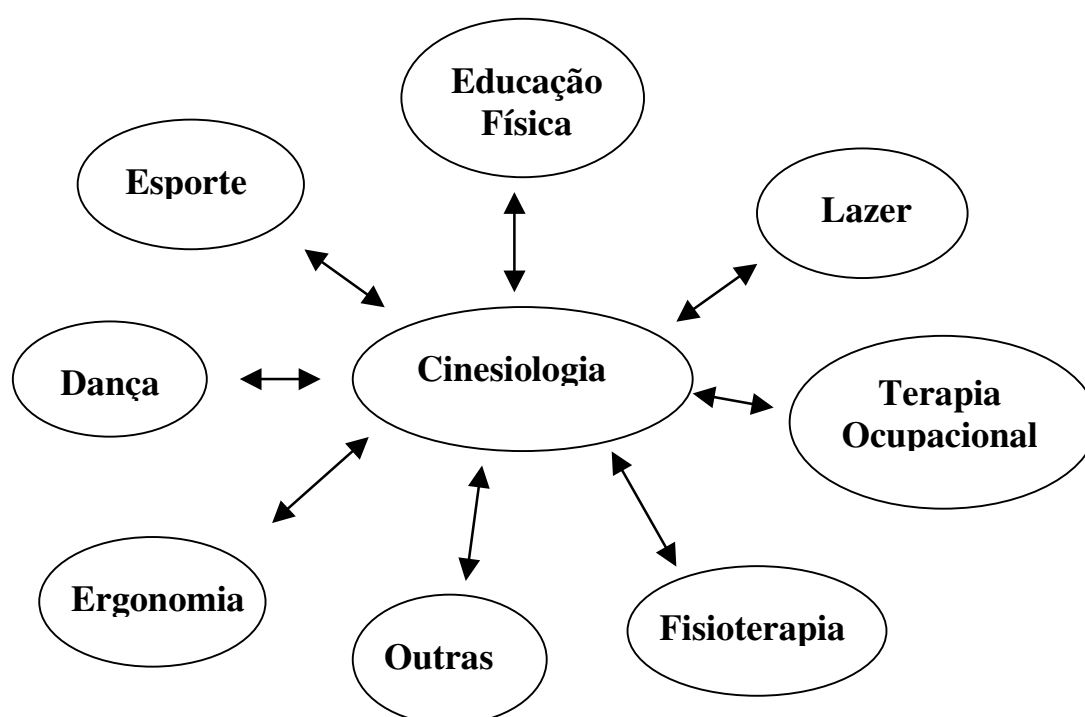 Educação
Física
Esporte
Lazer
Dança
Cinesiologia
Terapia
Ocupacional
Ergonomia
Outras
Fisioterapia